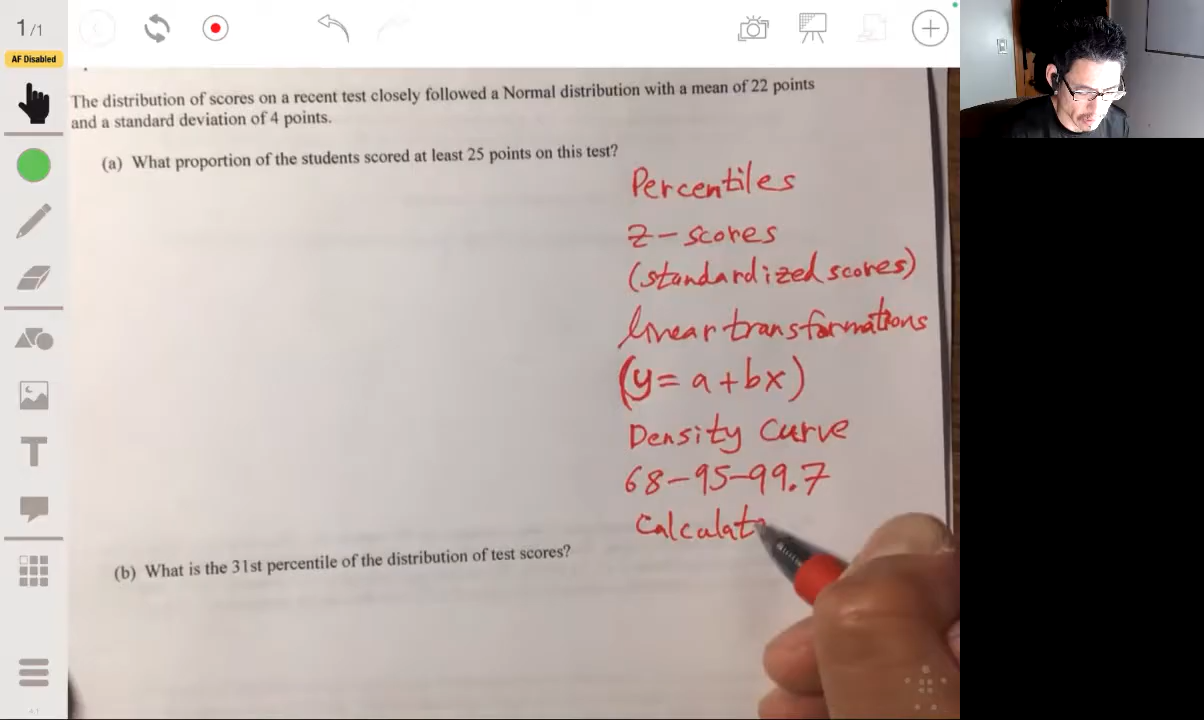 1/1
AF Disabled
The distribution of scores on a recent test closely followed a Normal distribution with a mean of 22 points
and a standard deviation of 4 points.
(a) What proportion of the students scored at least 25 points on this test?
Percentiles
z-scores
(standardized scores)
linear transformations
(y = a + bx)
Density Curve
68-95-99.7
Calculat
(b) What is the 31st percentile of the distribution of test scores?
T